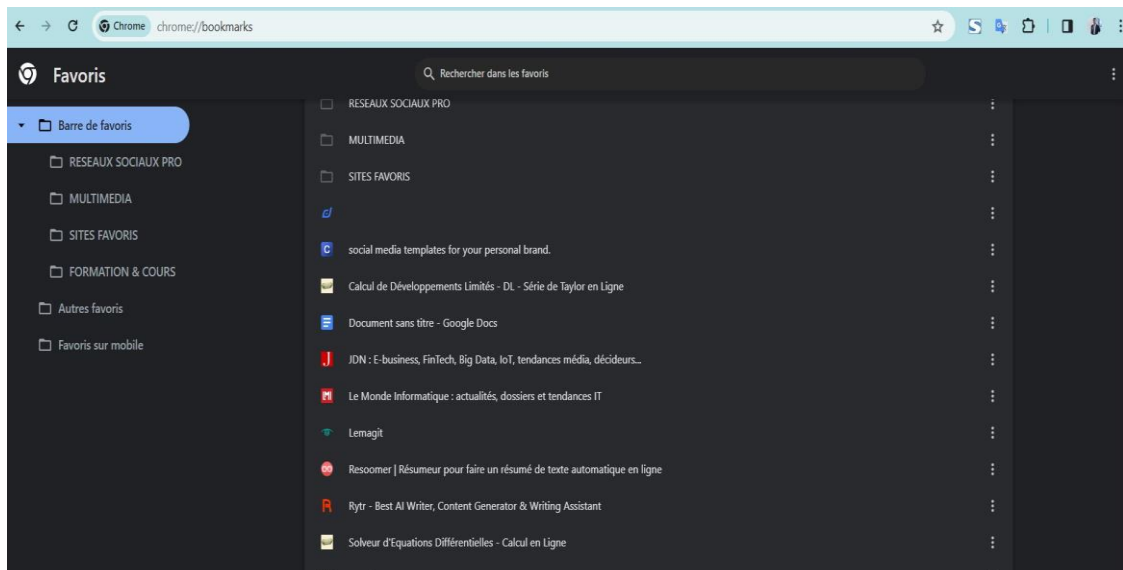 Chrome chrome://bookmarks
Favoris
Rechercher dans les favoris
Barre de favoris
RESEAUX SOCIAUX PRO
MULTIMEDIA
SITES FAVORIS
FORMATION & COURS
Autres favoris
Favoris sur mobile
RESEAUX SOCIAUX PRO
MULTIMEDIA
SITES FAVORIS
social media templates for your personal brand.
Calcul de Développements Limités - DL - Série de Taylor en Ligne
Document sans titre - Google Docs
JDN : E-business, FinTech, Big Data, IoT, tendances média, décideurs...
Le Monde Informatique : actualités, dossiers et tendances IT
Lemagit
Resoomer | Résumeur pour faire un résumé de texte automatique en ligne
Rytr - Best AI Writer, Content Generator & Writing Assistant
Solveur d'Equations Différentielles - Calcul en Ligne